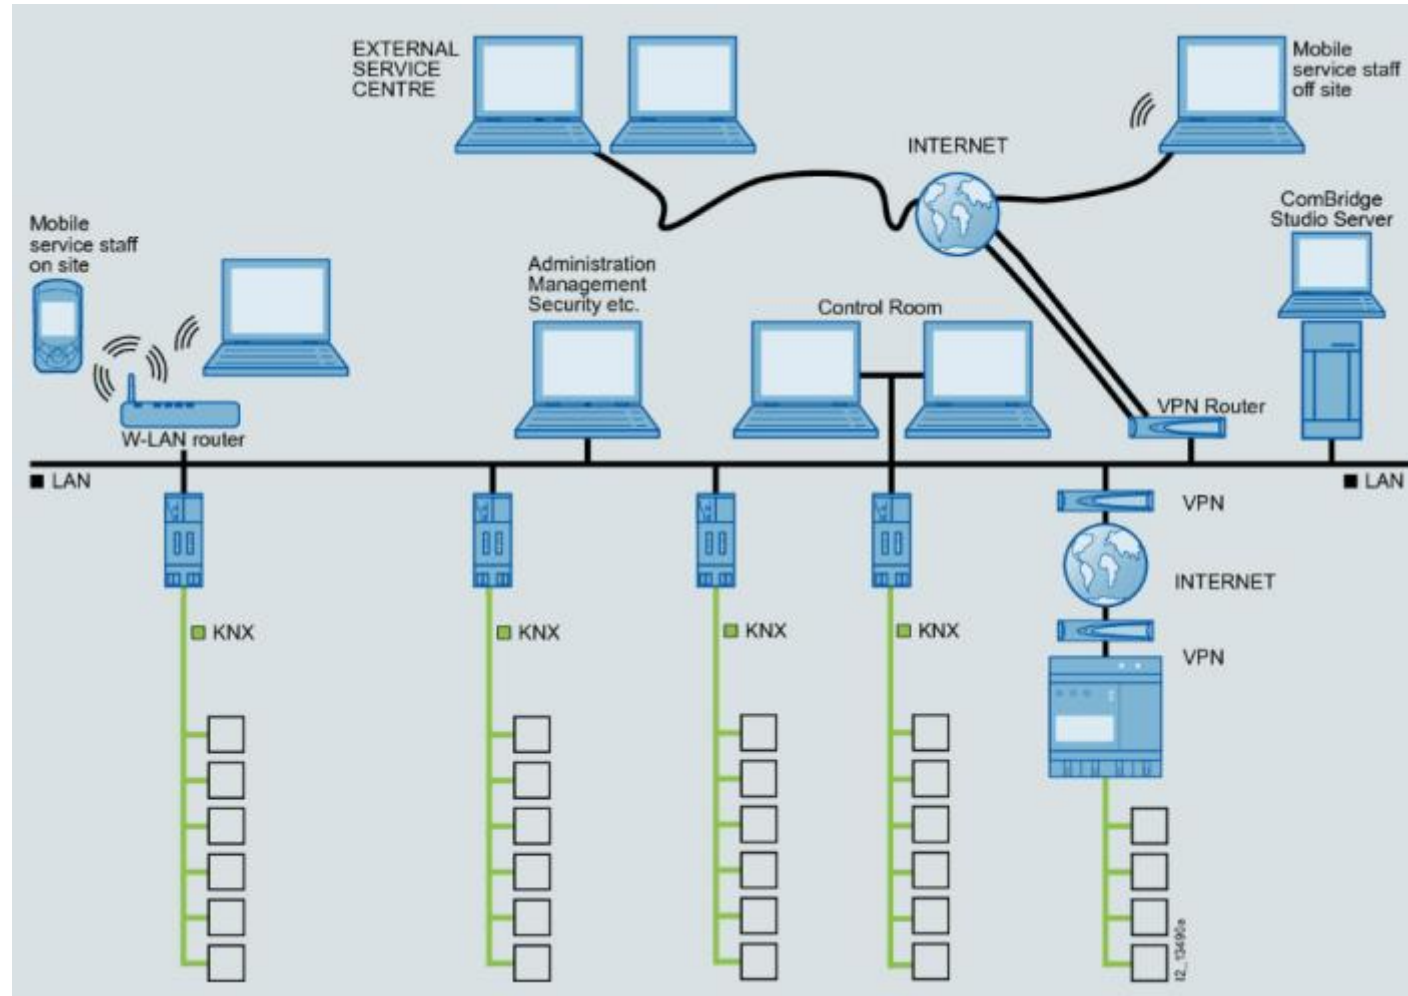 EXTERNAL
SERVICE
CENTRE
Mobile
service staff
off site
INTERNET
ComBridge
Studio Server
Mobile
service staff
on site
Administration
Management
Security etc.
Control Room
VPN Router
W-LAN router
LAN
LAN
VPN
INTERNET
KNX
KNX
KNX
KNX
VPN
I2_13490a